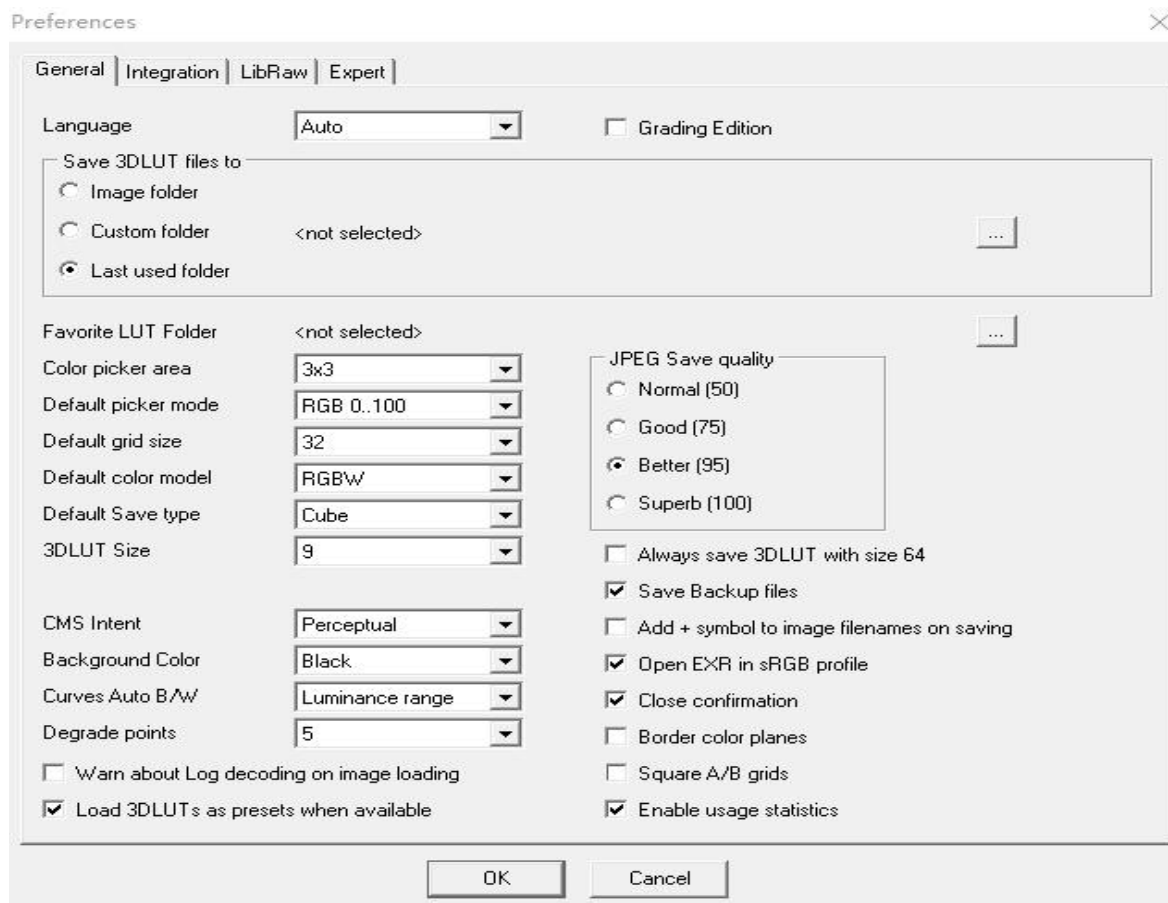 Preferences
General Integration LibRaw Expert
Language Auto Grading Edition
Save 3DLUT files to
Image folder
Custom folder <not selected> ...
Last used folder
Favorite LUT Folder <not selected> ...
Color picker area 3x3
Default picker mode RGB 0..100
Default grid size 32
Default color model RGBW
Default Save type Cube
3DLUT Size 9
JPEG Save quality
Normal (50)
Good (75)
Better (95)
Superb (100)
CMS Intent Perceptual
Background Color Black
Curves Auto B/W Luminance range
Degrade points 5
Warn about Log decoding on image loading
Load 3DLUTs as presets when available
Always save 3DLUT with size 64
Save Backup files
Add + symbol to image filenames on saving
Open EXR in sRGB profile
Close confirmation
Border color planes
Square A/B grids
Enable usage statistics
OK Cancel